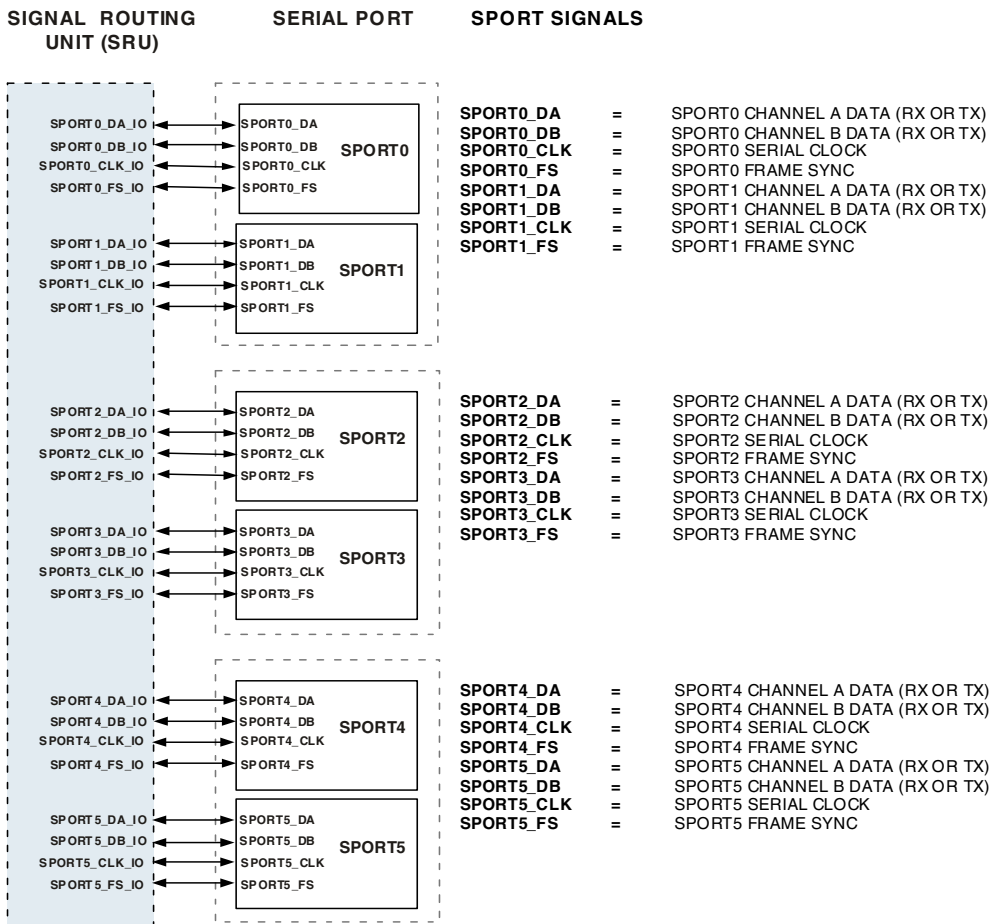 SIGNAL ROUTING UNIT (SRU)
SERIAL PORT
SPORT SIGNALS
SPORT0_DA_IO
SPORT0_DB_IO
SPORT0_CLK_IO
SPORT0_FS_IO
SPORT0_DA
SPORT0_DB
SPORT0_CLK
SPORT0_FS
SPORT0
SPORT1_DA_IO
SPORT1_DB_IO
SPORT1_CLK_IO
SPORT1_FS_IO
SPORT1_DA
SPORT1_DB
SPORT1_CLK
SPORT1_FS
SPORT1
SPORT0_DA = SPORT0 CHANNEL A DATA (RX OR TX)
SPORT0_DB = SPORT0 CHANNEL B DATA (RX OR TX)
SPORT0_CLK = SPORT0 SERIAL CLOCK
SPORT0_FS = SPORT0 FRAME SYNC
SPORT1_DA = SPORT1 CHANNEL A DATA (RX OR TX)
SPORT1_DB = SPORT1 CHANNEL B DATA (RX OR TX)
SPORT1_CLK = SPORT1 SERIAL CLOCK
SPORT1_FS = SPORT1 FRAME SYNC
SPORT2_DA_IO
SPORT2_DB_IO
SPORT2_CLK_IO
SPORT2_FS_IO
SPORT2_DA
SPORT2_DB
SPORT2_CLK
SPORT2_FS
SPORT2
SPORT3_DA_IO
SPORT3_DB_IO
SPORT3_CLK_IO
SPORT3_FS_IO
SPORT3_DA
SPORT3_DB
SPORT3_CLK
SPORT3_FS
SPORT3
SPORT2_DA = SPORT2 CHANNEL A DATA (RX OR TX)
SPORT2_DB = SPORT2 CHANNEL B DATA (RX OR TX)
SPORT2_CLK = SPORT2 SERIAL CLOCK
SPORT2_FS = SPORT2 FRAME SYNC
SPORT3_DA = SPORT3 CHANNEL A DATA (RX OR TX)
SPORT3_DB = SPORT3 CHANNEL B DATA (RX OR TX)
SPORT3_CLK = SPORT3 SERIAL CLOCK
SPORT3_FS = SPORT3 FRAME SYNC
SPORT4_DA_IO
SPORT4_DB_IO
SPORT4_CLK_IO
SPORT4_FS_IO
SPORT4_DA
SPORT4_DB
SPORT4_CLK
SPORT4_FS
SPORT4
SPORT5_DA_IO
SPORT5_DB_IO
SPORT5_CLK_IO
SPORT5_FS_IO
SPORT5_DA
SPORT5_DB
SPORT5_CLK
SPORT5_FS
SPORT5
SPORT4_DA = SPORT4 CHANNEL A DATA (RX OR TX)
SPORT4_DB = SPORT4 CHANNEL B DATA (RX OR TX)
SPORT4_CLK = SPORT4 SERIAL CLOCK
SPORT4_FS = SPORT4 FRAME SYNC
SPORT5_DA = SPORT5 CHANNEL A DATA (RX OR TX)
SPORT5_DB = SPORT5 CHANNEL B DATA (RX OR TX)
SPORT5_CLK = SPORT5 SERIAL CLOCK
SPORT5_FS = SPORT5 FRAME SYNC